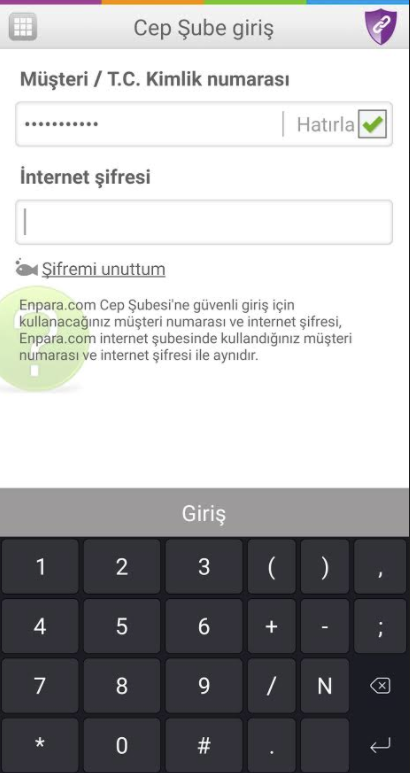 Cep Şube giriş
Müşteri / T.C. Kimlik numarası
•••••••••••
Hatırla
İnternet şifresi
Şifremi unuttum
Enpara.com Cep Şubesi'ne güvenli giriş için
kullanacağınız müşteri numarası ve internet şifresi,
Enpara.com internet şubesinde kullandığınız müşteri
numarası ve internet şifresi ile aynıdır.
Giriş
1 2 3 ( ) ,
4 5 6 + - ;
7 8 9 / N
* 0 # .